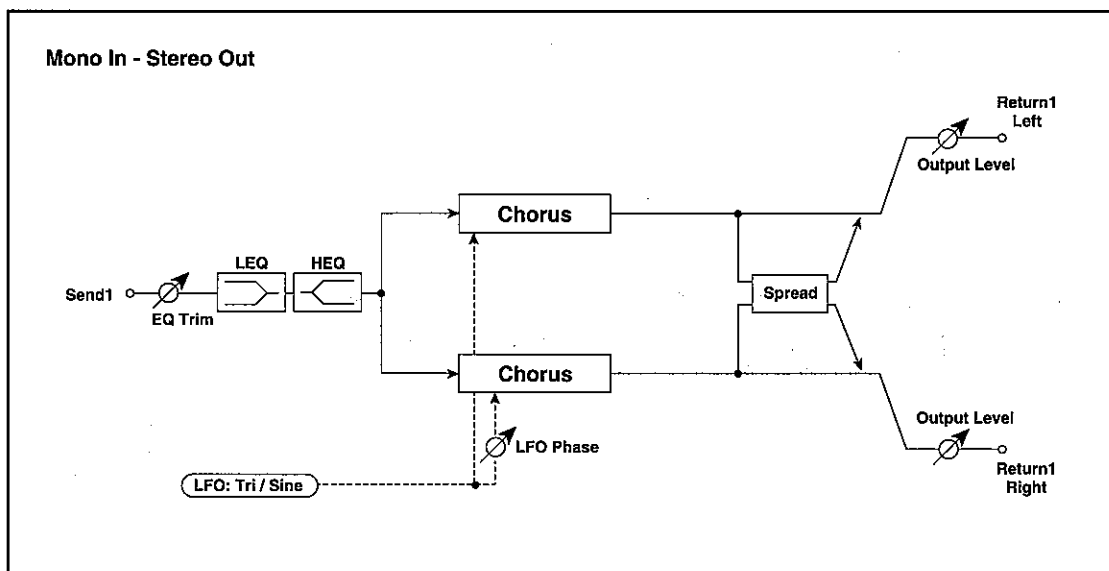 Mono In - Stereo Out
Return1
Left
Output Level
Chorus
LEQ
HEQ
Send1
EQ Trim
Spread
Chorus
Output Level
LFO Phase
LFO: Tri / Sine
Return1
Right